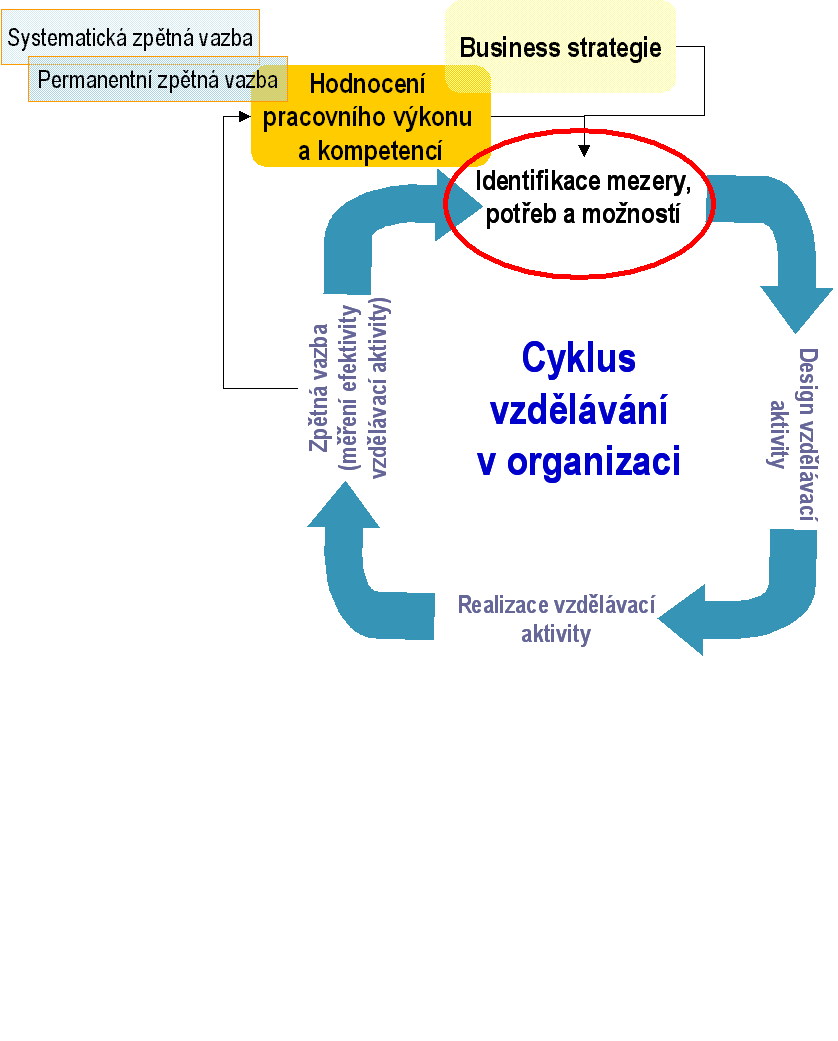 Systematická zpětná vazba
Permanentní zpětná vazba
Business strategie
Hodnocení
pracovního výkonu
a kompetencí
Identifikace mezery,
potřeb a možností
Design vzdělávací
aktivity
Cyklus
vzdělávání
v organizaci
Realizace vzdělávací
aktivity
Zpětná vazba
(měření efektivity
vzdělávací aktivity)